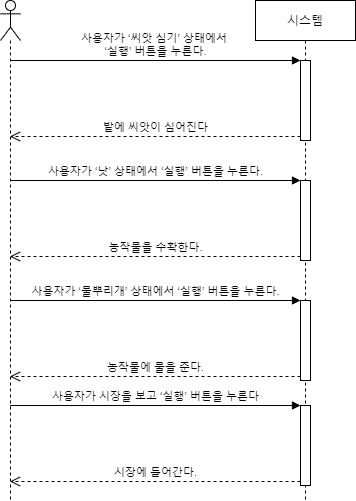 시스템
사용자가 ‘씨앗 심기’ 상태에서
‘실행’ 버튼을 누른다.
밭에 씨앗이 심어진다
사용자가 ‘낫’ 상태에서 ‘실행’ 버튼을 누른다.
농작물을 수확한다.
사용자가 ‘물뿌리개’ 상태에서 ‘실행’ 버튼을 누른다.
농작물에 물을 준다.
사용자가 시장을 보고 ‘실행’ 버튼을 누른다
시장에 들어간다.